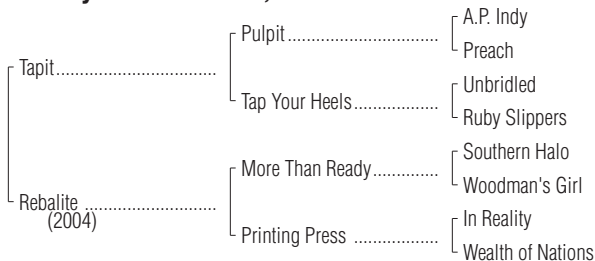 A.P. Indy
Pulpit
Preach
Tapit
Unbridled
Tap Your Heels
Ruby Slippers
Southern Halo
More Than Ready
Woodman's Girl
Rebalite
(2004)
In Reality
Printing Press
Wealth of Nations